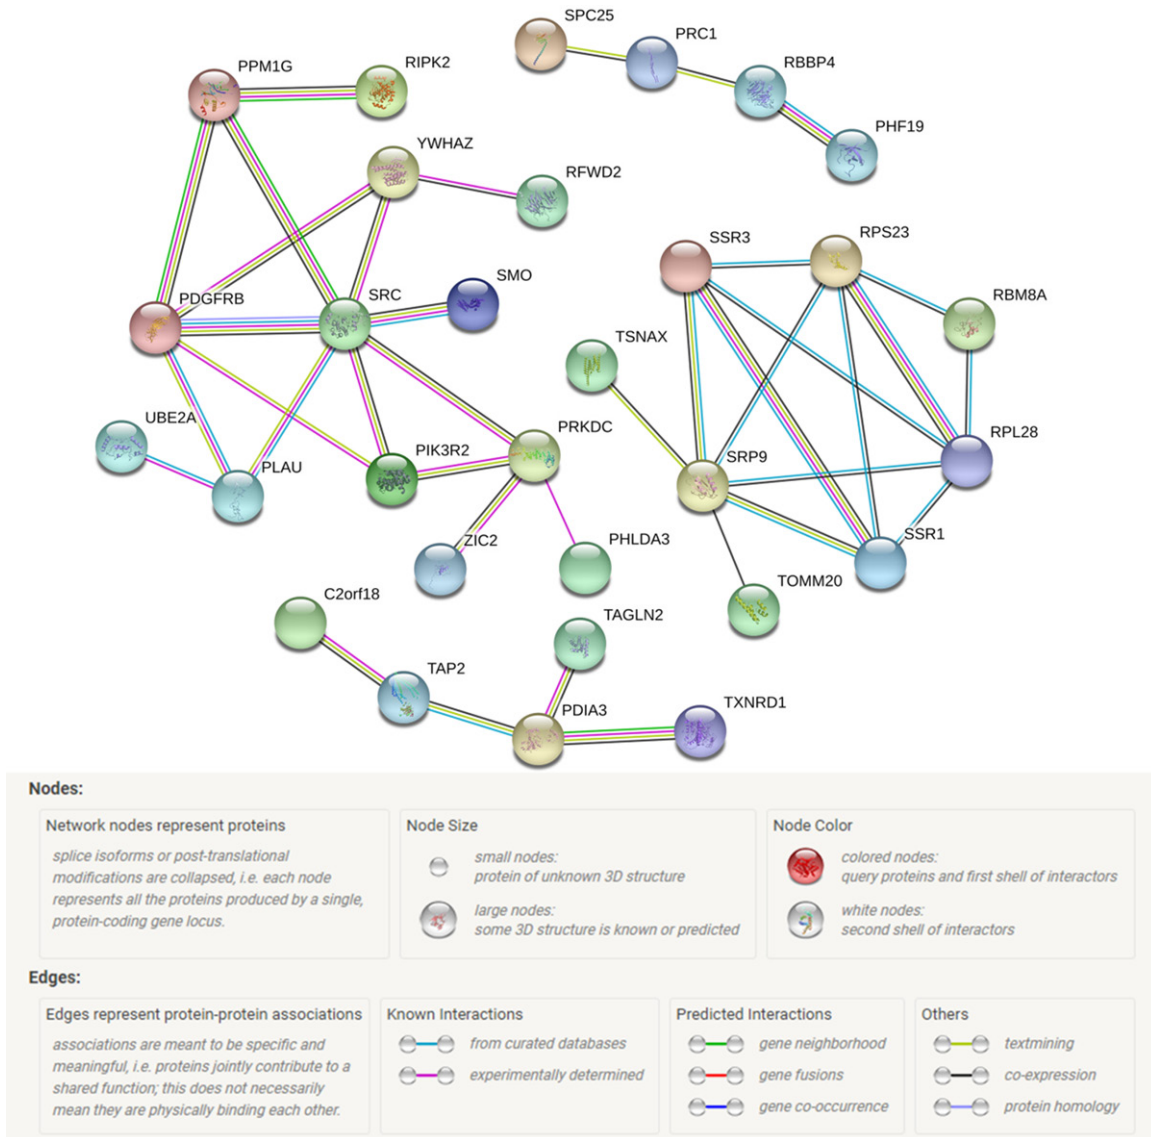 SPC25
PRC1
RBBP4
PHF19
PPM1G
RIPK2
YWHAZ
RFWD2
SSR3
RPS23
RBM8A
PDGFRB
SRC
SMO
TSNAX
UBE2A
PLAU
PIK3R2
PRKDC
SRP9
RPL28
ZIC2
PHLDA3
SSR1
TOMM20
C2orf18
TAGLN2
TAP2
PDIA3
TXNRD1
Nodes:
Network nodes represent proteins
splice isoforms or post-translational
modifications are collapsed, i.e. each node
represents all the proteins produced by a single,
protein-coding gene locus.
Node Size
small nodes:
protein of unknown 3D structure
large nodes:
some 3D structure is known or predicted
Node Color
colored nodes:
query proteins and first shell of interactors
white nodes:
second shell of interactors
Edges:
Edges represent protein-protein associations
associations are meant to be specific and
meaningful, i.e. proteins jointly contribute to a
shared function; this does not necessarily
mean they are physically binding each other.
Known Interactions
from curated databases
experimentally determined
Predicted Interactions
gene neighborhood
gene fusions
gene co-occurrence
Others
textmining
co-expression
protein homology